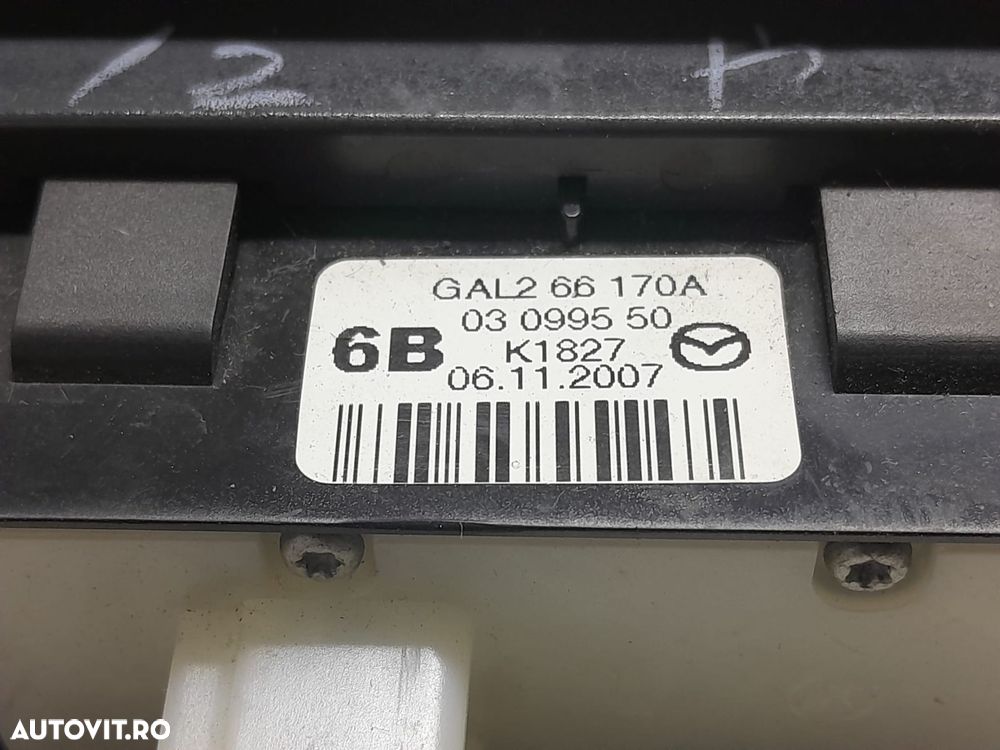 12
GAL2 66 170A
03 0995 50
6B
K1827
06.11.2007
AUTOVIT.RO